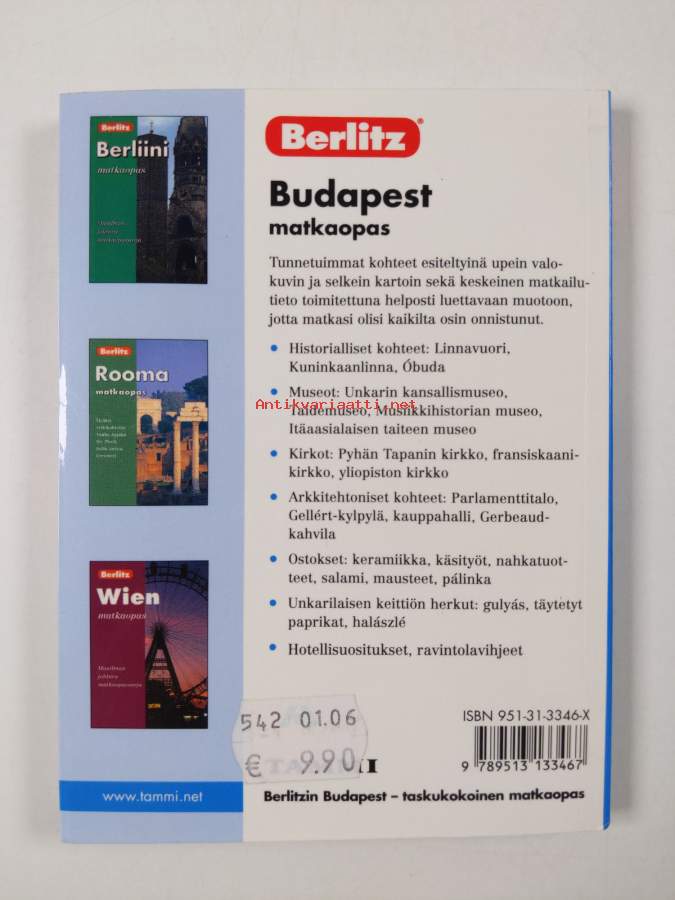 Berlitz
Berliini
matkaopas
Berlitz
Rooma
matkaopas
Berlitz
Wien
matkaopas
Maailman
johtava
matkaopassarja
www.tammi.net
Berlitz®
Budapest
matkaopas
Tunnetuimmat kohteet esiteltyinä upein valo-
kuvin ja selkein kartoin sekä keskeinen matkailu-
tieto toimitettuna helposti luettavaan muotoon,
jotta matkasi olisi kaikilta osin onnistunut.
• Historialliset kohteet: Linnavuori,
Kuninkaanlinna, Óbuda
• Museot: Unkarin kansallismuseo,
Antikvariaatti.net
Taidemuseo, Musiikkihistorian museo,
Itäaasialaisen taiteen museo
• Kirkot: Pyhän Tapanin kirkko, fransiskaani-
kirkko, yliopiston kirkko
• Arkkitehtoniset kohteet: Parlamenttitalo,
Gellért-kylpylä, kauppahalli, Gerbeaud-
kahvila
• Ostokset: keramiikka, käsityöt, nahkatuot-
teet, salami, mausteet, pálinka
• Unkarilaisen keittiön herkut: gulyás, täytetyt
paprikat, halászlé
• Hotellisuositukset, ravintolavihjeet
542 01.06
€ 9.90
ISBN 951-31-3346-X
9 789513 133467
Berlitzin Budapest – taskukokoinen matkaopas